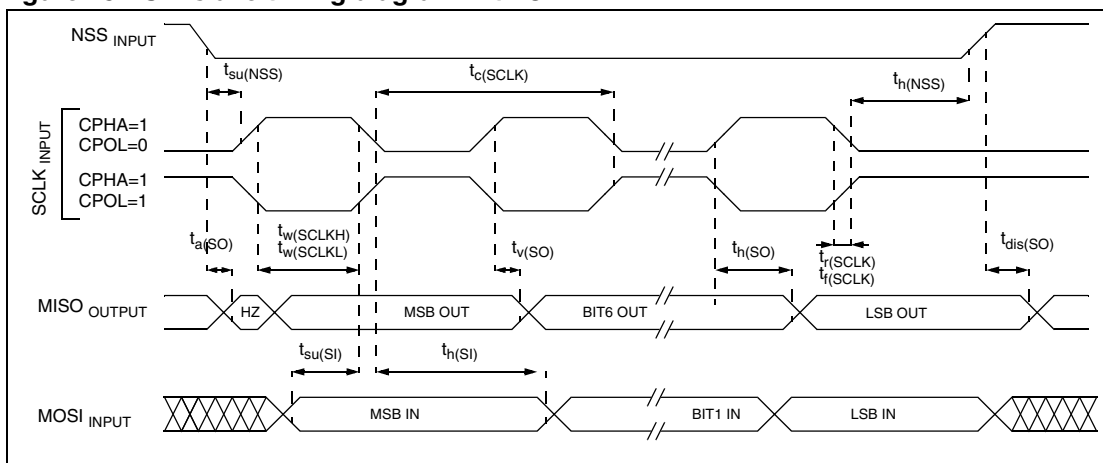 NSS INPUT
tsu(NSS)
tc(SCLK)
th(NSS)
SCLK INPUT
CPHA=1
CPOL=0
CPHA=1
CPOL=1
ta(SO)
tw(SCLKH)
tw(SCLKL)
tv(SO)
th(SO)
tr(SCLK)
tf(SCLK)
tdis(SO)
MISO OUTPUT
HZ
MSB OUT
BIT6 OUT
LSB OUT
tsu(SI)
th(SI)
MOSI INPUT
MSB IN
BIT1 IN
LSB IN